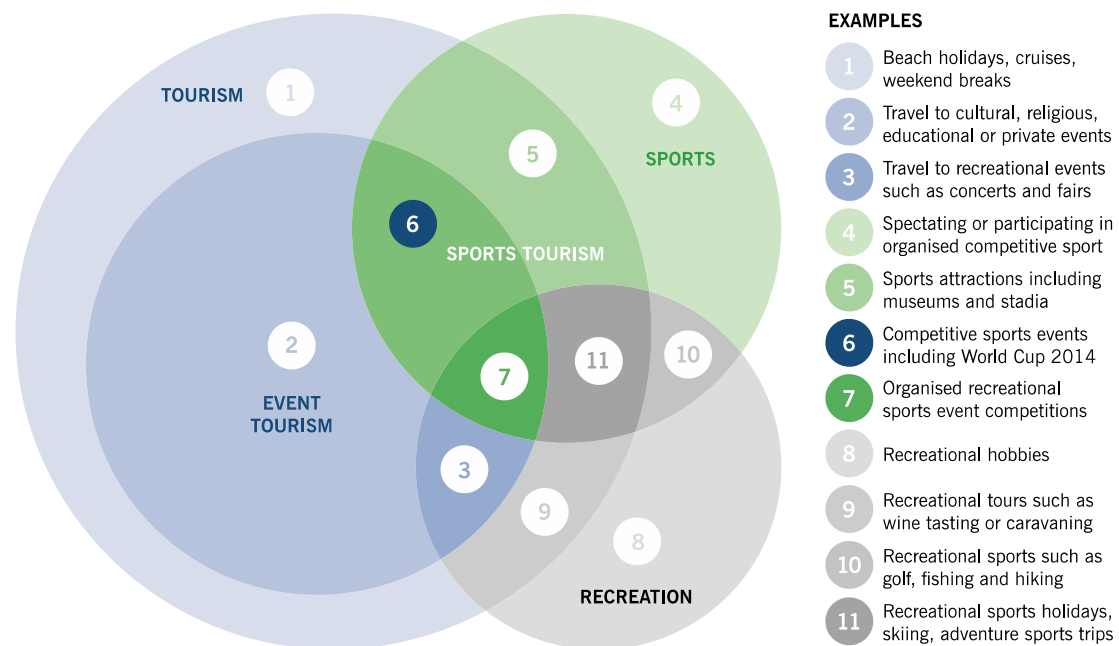 TOURISM
1
4
5
SPORTS
6
SPORTS TOURISM
2
7
11
10
EVENT
TOURISM
3
9
8
RECREATION
EXAMPLES
1 Beach holidays, cruises,
weekend breaks
2 Travel to cultural, religious,
educational or private events
3 Travel to recreational events
such as concerts and fairs
4 Spectating or participating in
organised competitive sport
5 Sports attractions including
museums and stadia
6 Competitive sports events
including World Cup 2014
7 Organised recreational
sports event competitions
8 Recreational hobbies
9 Recreational tours such as
wine tasting or caravaning
10 Recreational sports such as
golf, fishing and hiking
11 Recreational sports holidays,
skiing, adventure sports trips